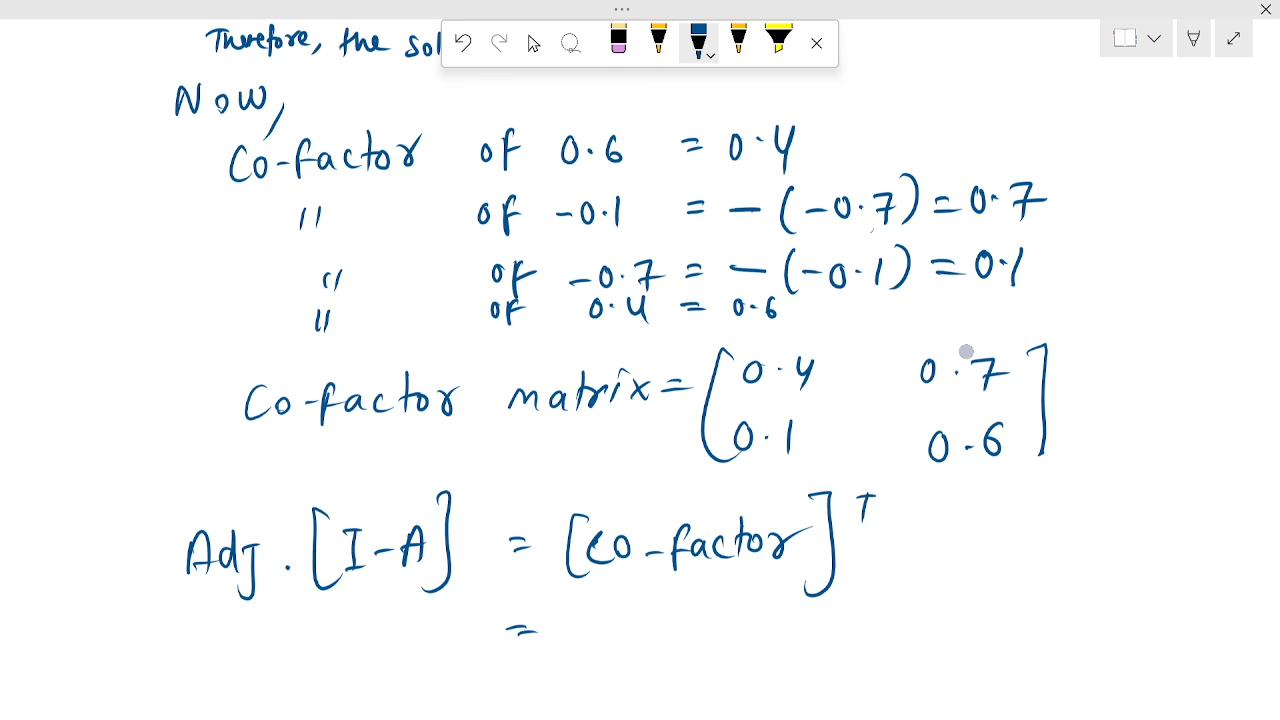 Therefore, the sol
Now,
Co-factor of 0.6 = 0.4
" of -0.1 = -(-0.7) = 0.7
" of -0.7 = -(-0.1) = 0.1
" of 0.4 = 0.6
Co-factor matrix = [0.4 0.7
0.1 0.6]
Adj. [I-A] = [co-factor]ᵀ
=